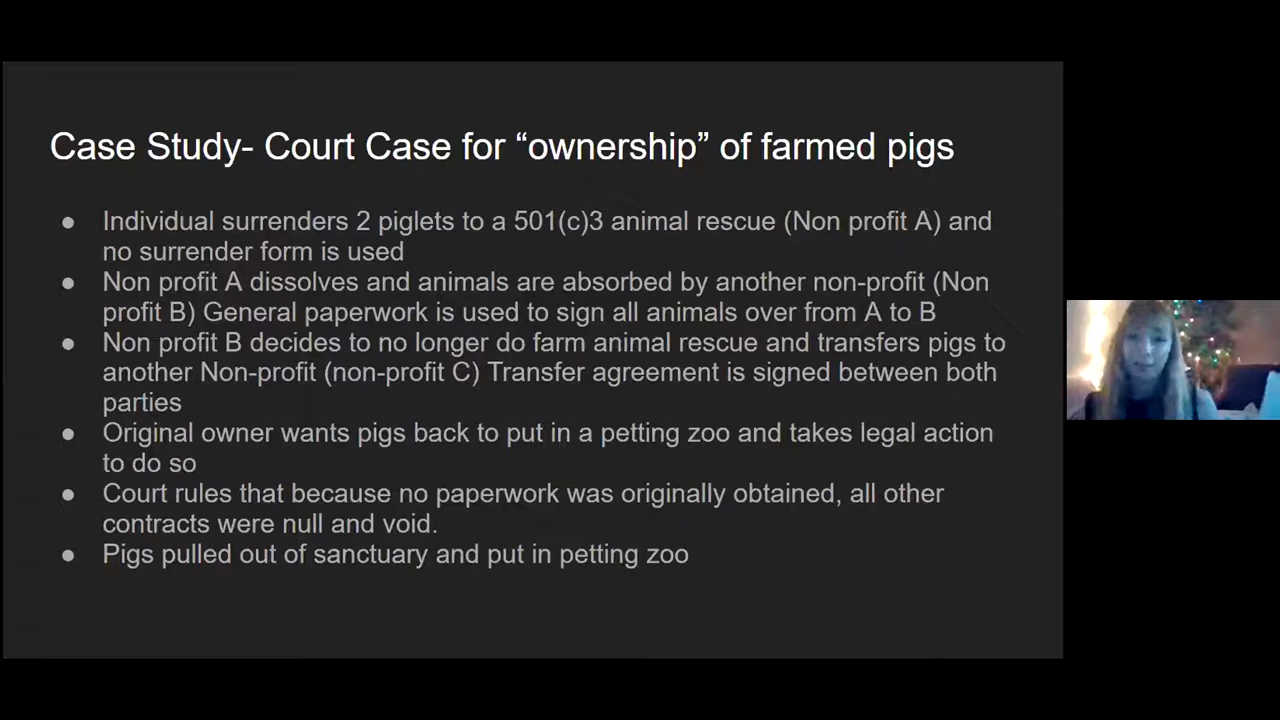 Case Study- Court Case for “ownership” of farmed pigs
● Individual surrenders 2 piglets to a 501(c)3 animal rescue (Non profit A) and
no surrender form is used
● Non profit A dissolves and animals are absorbed by another non-profit (Non
profit B) General paperwork is used to sign all animals over from A to B
● Non profit B decides to no longer do farm animal rescue and transfers pigs to
another Non-profit (non-profit C) Transfer agreement is signed between both
parties
● Original owner wants pigs back to put in a petting zoo and takes legal action
to do so
● Court rules that because no paperwork was originally obtained, all other
contracts were null and void.
● Pigs pulled out of sanctuary and put in petting zoo